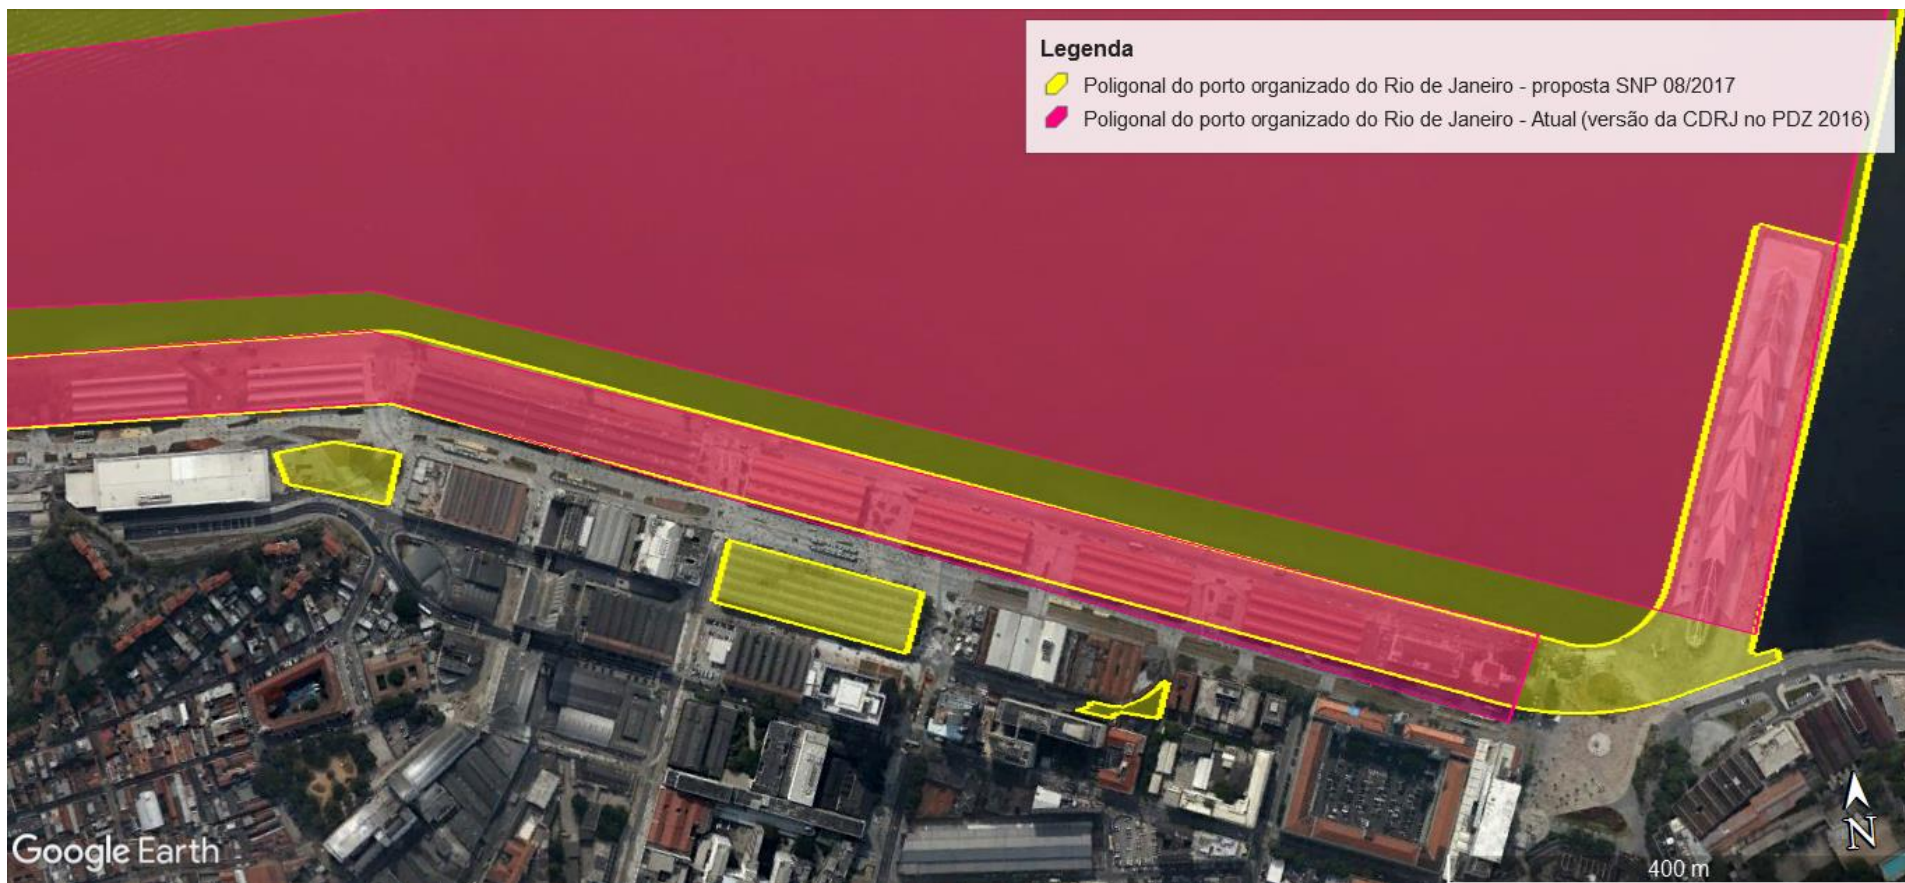 Legenda
Poligonal do porto organizado do Rio de Janeiro - proposta SNP 08/2017
Poligonal do porto organizado do Rio de Janeiro - Atual (versão da CDRJ no PDZ 2016)
N
Google Earth
400 m